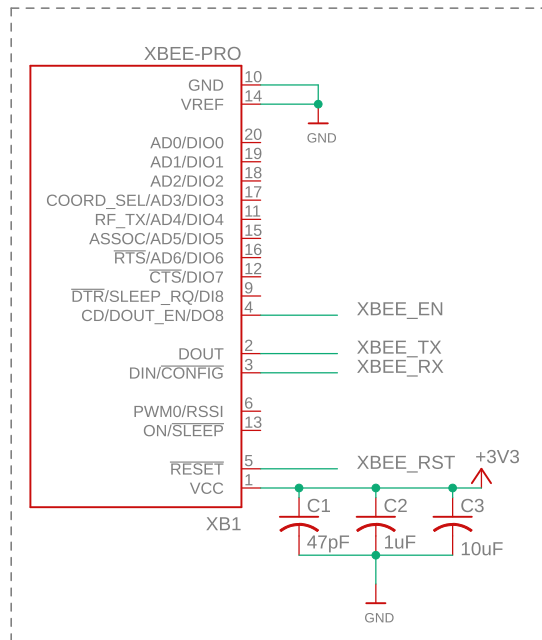 XBEE-PRO
GND 10
VREF 14
GND
AD0/DIO0 20
AD1/DIO1 19
AD2/DIO2 18
COORD_SEL/AD3/DIO3 17
RF_TX/AD4/DIO4 11
ASSOC/AD5/DIO5 15
RTS/AD6/DIO6 16
CTS/DIO7 12
DTR/SLEEP_RQ/DI8 9
CD/DOUT_EN/DO8 4 XBEE_EN
DOUT 2 XBEE_TX
DIN/CONFIG 3 XBEE_RX
PWM0/RSSI 6
ON/SLEEP 13
RESET 5 XBEE_RST +3V3
VCC 1
XB1 C1 C2 C3
47pF 1uF 10uF
GND